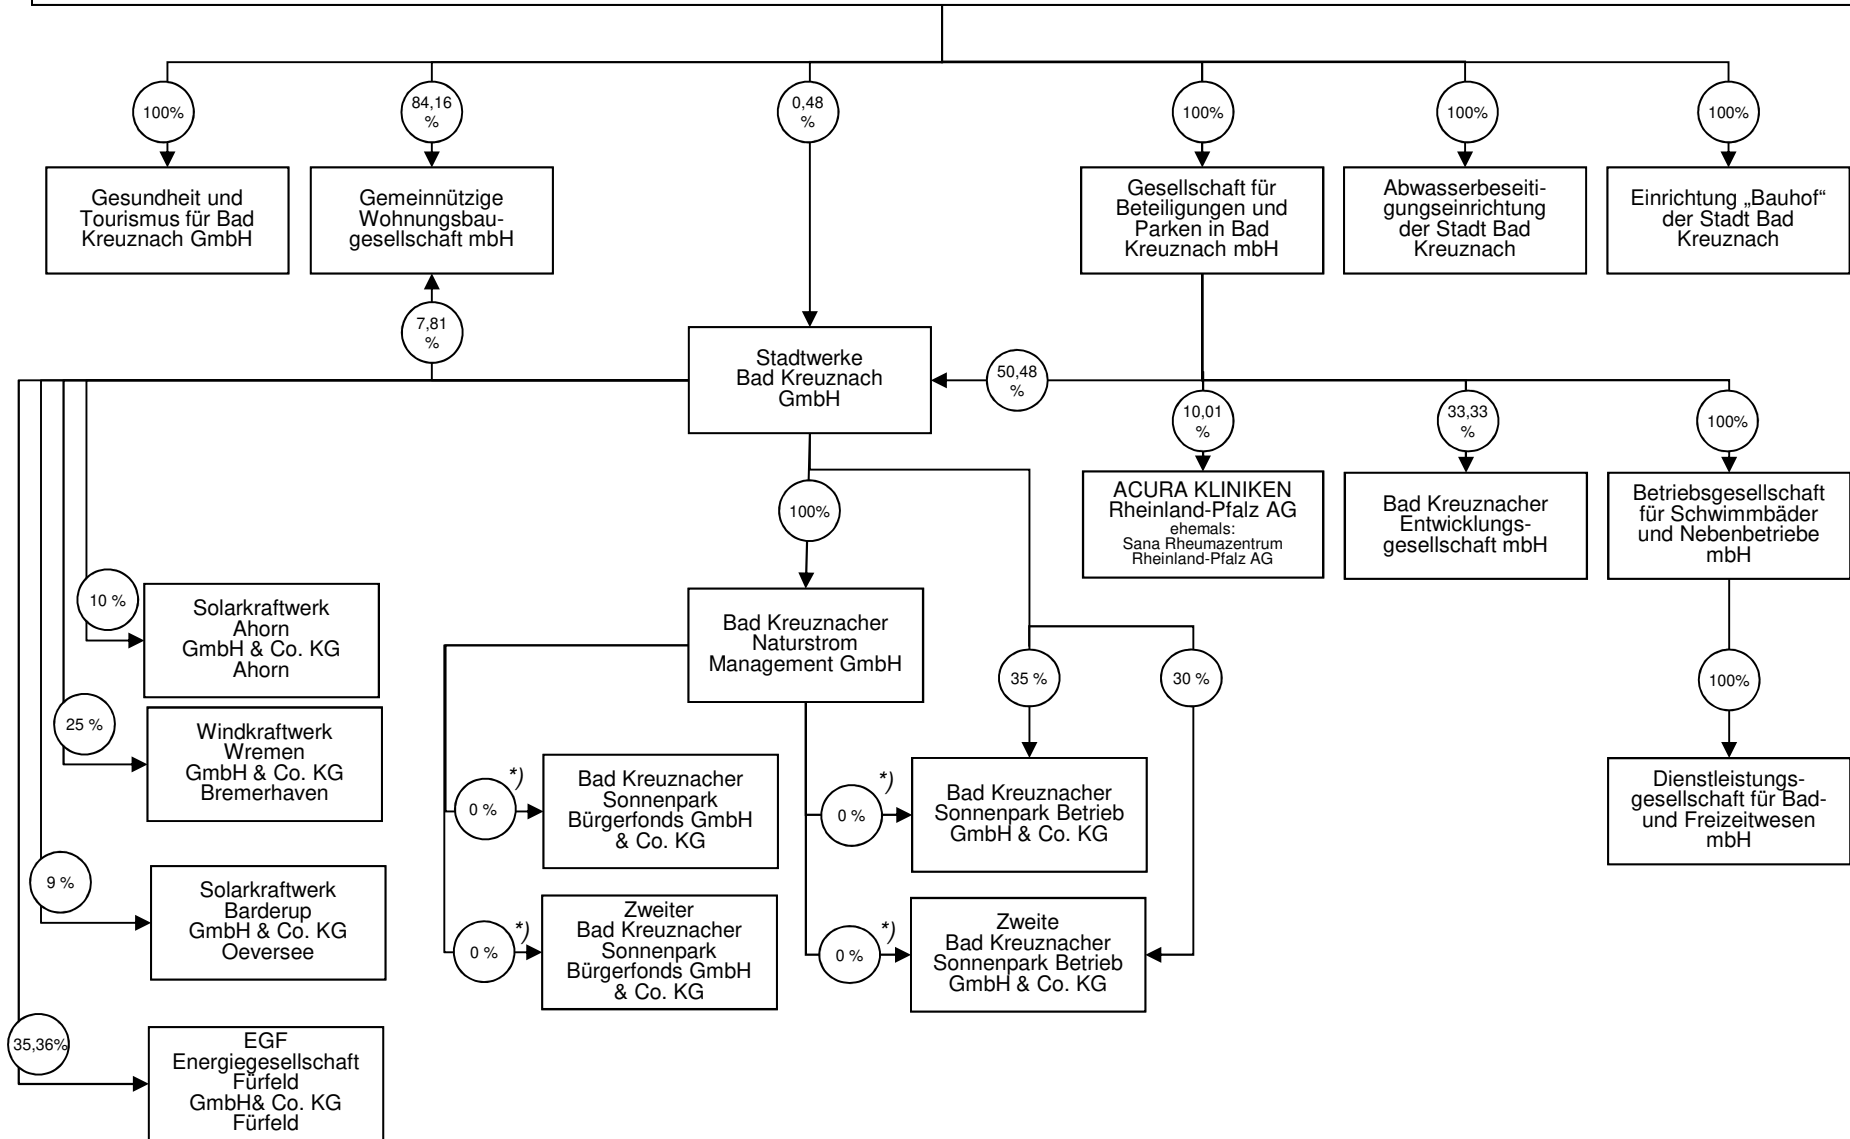 100%
84,16
%
0,48
%
100%
100%
100%
Gesundheit und
Tourismus für Bad
Kreuznach GmbH
Gemeinnützige
Wohnungsbau-
gesellschaft mbH
Gesellschaft für
Beteiligungen und
Parken in Bad
Kreuznach mbH
Abwasserbeseiti-
gungseinrichtung
der Stadt Bad
Kreuznach
Einrichtung „Bauhof“
der Stadt Bad
Kreuznach
7,81
%
Stadtwerke
Bad Kreuznach
GmbH
50,48
%
10,01
%
33,33
%
100%
ACURA KLINIKEN
Rheinland-Pfalz AG
ehemals:
Sana Rheumazentrum
Rheinland-Pfalz AG
Bad Kreuznacher
Entwicklungs-
gesellschaft mbH
Betriebsgesellschaft
für Schwimmbäder
und Nebenbetriebe
mbH
100%
10 %
Solarkraftwerk
Ahorn
GmbH & Co. KG
Ahorn
Bad Kreuznacher
Naturstrom
Management GmbH
35 %
30 %
100%
25 %
Windkraftwerk
Wremen
GmbH & Co. KG
Bremerhaven
0 %
*)
Bad Kreuznacher
Sonnenpark
Bürgerfonds GmbH
& Co. KG
0 %
*)
Bad Kreuznacher
Sonnenpark Betrieb
GmbH & Co. KG
Dienstleistungs-
gesellschaft für Bad-
und Freizeitwesen
mbH
9 %
Solarkraftwerk
Barderup
GmbH & Co. KG
Oeversee
0 %
*)
Zweiter
Bad Kreuznacher
Sonnenpark
Bürgerfonds GmbH
& Co. KG
0 %
*)
Zweite
Bad Kreuznacher
Sonnenpark Betrieb
GmbH & Co. KG
35,36%
EGF
Energiegesellschaft
Fürfeld
GmbH& Co. KG
Fürfeld